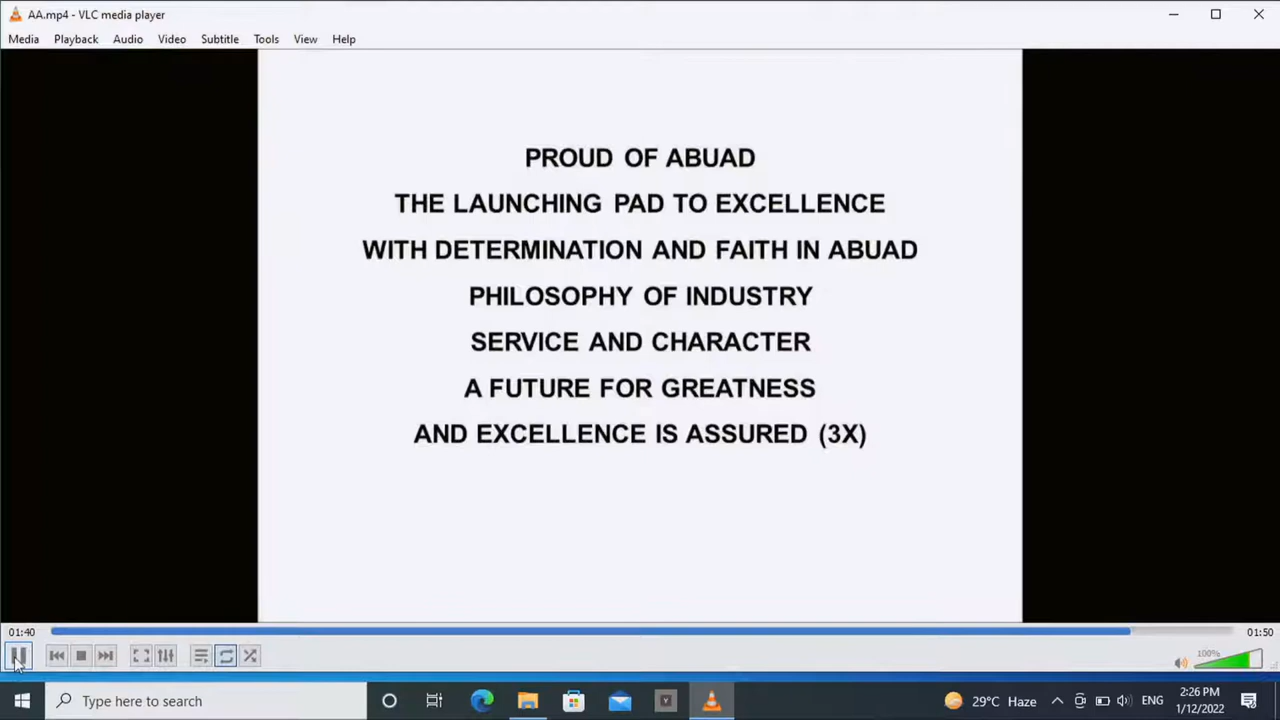 AA.mp4 - VLC media player
Media Playback Audio Video Subtitle Tools View Help
PROUD OF ABUAD
THE LAUNCHING PAD TO EXCELLENCE
WITH DETERMINATION AND FAITH IN ABUAD
PHILOSOPHY OF INDUSTRY
SERVICE AND CHARACTER
A FUTURE FOR GREATNESS
AND EXCELLENCE IS ASSURED (3X)
01:40 01:50
100%
Type here to search 29°C Haze ENG 2:26 PM
1/12/2022